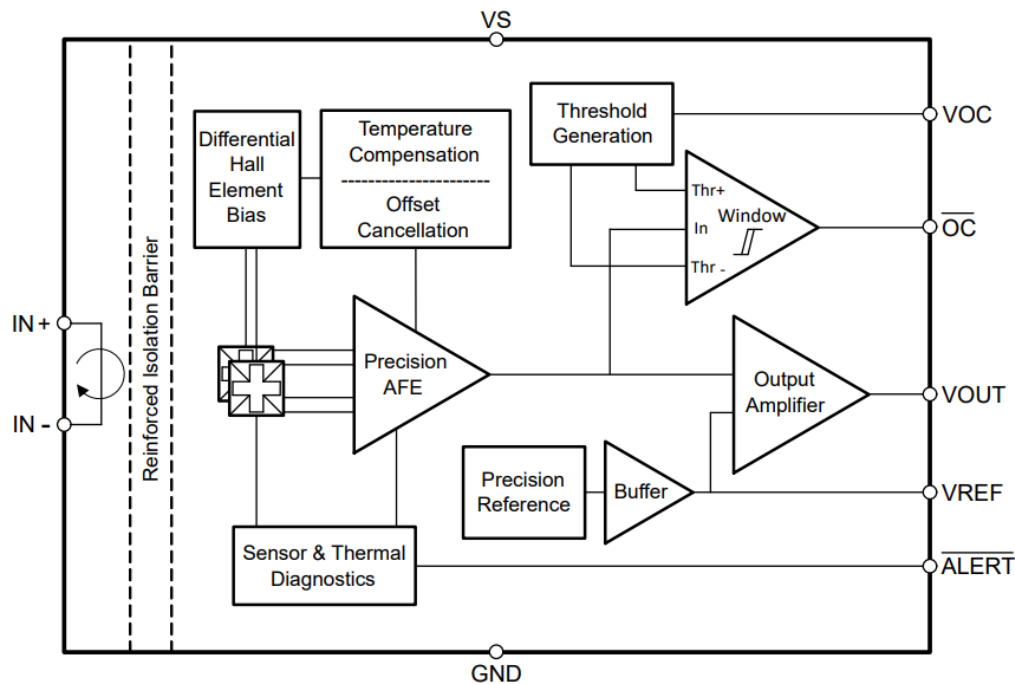 VS
Differential
Hall
Element
Bias
Temperature
Compensation
Offset
Cancellation
Threshold
Generation
VOC
Thr+
Window
In
Thr -
OC
Reinforced Isolation Barrier
IN +
IN -
Precision
AFE
Output
Amplifier
VOUT
Precision
Reference
Buffer
VREF
Sensor & Thermal
Diagnostics
ALERT
GND